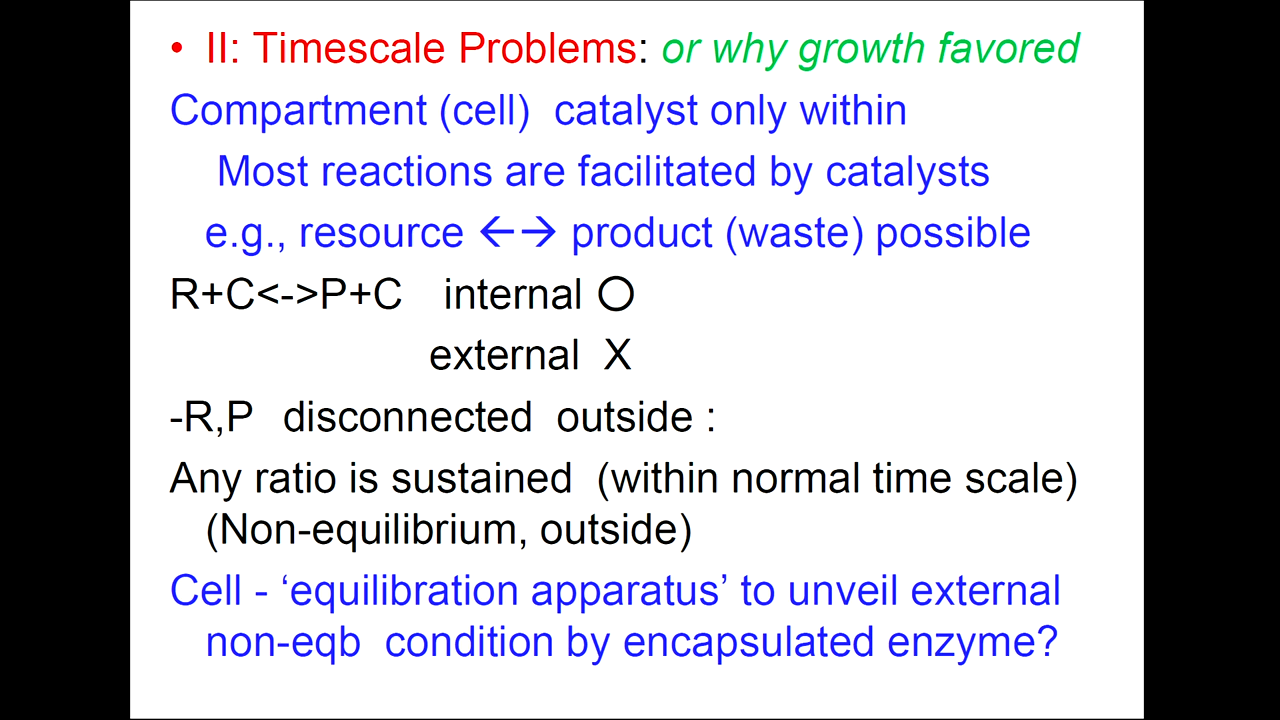 • II: Timescale Problems: or why growth favored
Compartment (cell) catalyst only within
Most reactions are facilitated by catalysts
e.g., resource ←→ product (waste) possible
R+C<->P+C internal ○
external X
-R,P disconnected outside :
Any ratio is sustained (within normal time scale)
(Non-equilibrium, outside)
Cell - ‘equilibration apparatus’ to unveil external
non-eqb condition by encapsulated enzyme?